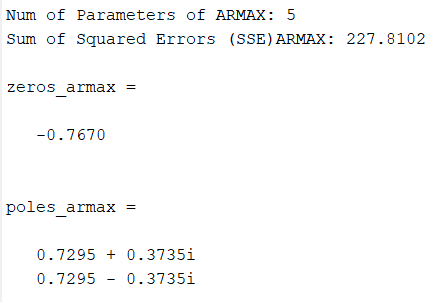 Num of Parameters of ARMAX: 5
Sum of Squared Errors (SSE)ARMAX: 227.8102
zeros_armax =
-0.7670
poles_armax =
0.7295 + 0.3735i
0.7295 - 0.3735i